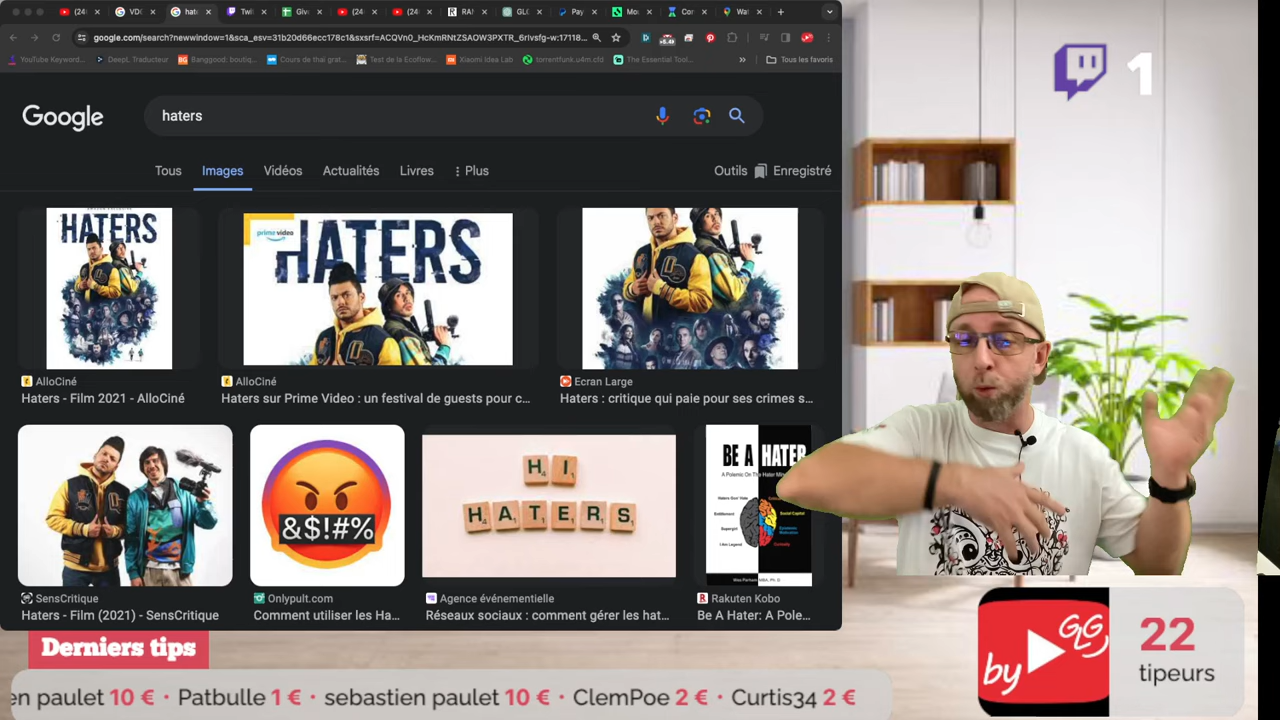 hate
Pay
google.com/search?newwindow=1&sca_esv=31b20d66ecc178c1&sxsrf=ACQVn0_HcKmRNtZSAOW3PXTR_6rlvsfg-w:17118...
YouTube Keyword...
DeepL Traducteur
Banggood: boutiq...
Cours de thaï grat...
Test de la Ecoflow...
Xiaomi Idea Lab
torrentfunk.u4m.cfd
The Essential Tool...
»
Tous les favoris
Google
haters
Tous
Images
Vidéos
Actualités
Livres
Plus
Outils
Enregistré
HATERS
prime video
HATERS
AlloCiné
Haters - Film 2021 - AlloCiné
AlloCiné
Haters sur Prime Video : un festival de guests pour c...
Ecran Large
Haters : critique qui paie pour ses crimes s...
&$!#%
HI
HATERS
BE A HATER
SensCritique
Haters - Film (2021) - SensCritique
Onlypult.com
Comment utiliser les Ha...
Agence événementielle
Réseaux sociaux : comment gérer les hat...
Rakuten Kobo
Be A Hater: A Pole...
1
Derniers tips
en paulet 10 € · Patbulle 1 € · sebastien paulet 10 € · ClemPoe 2 € · Curtis34 2 €
by GLG
22
tipeurs